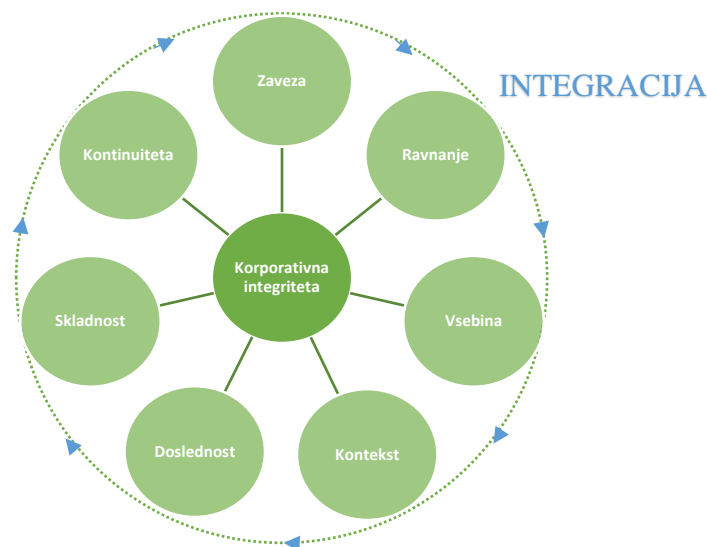 INTEGRACIJA
Zaveza
Ravnanje
Vsebina
Kontekst
Doslednost
Skladnost
Kontinuiteta
Korporativna
integriteta